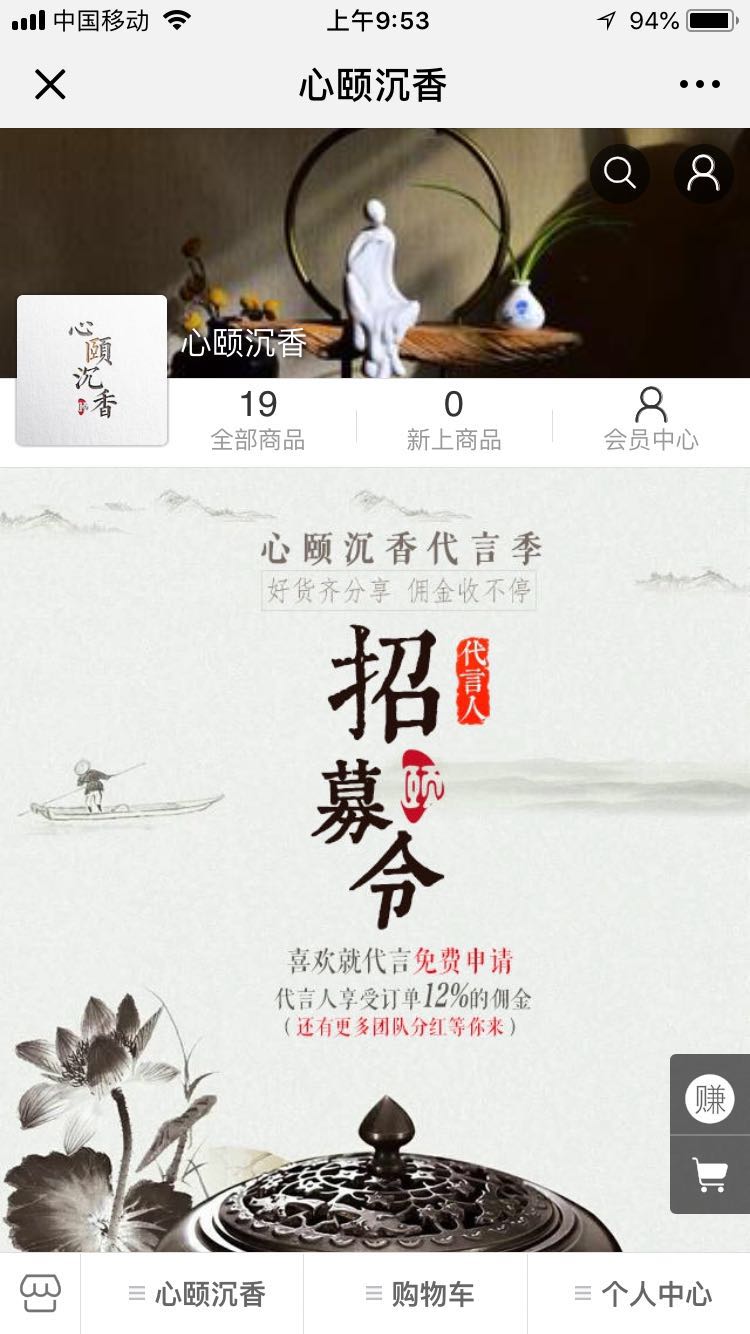 中国移动
上午9:53
94%
心颐沉香
心颐沉香
心頤沉香
19
全部商品
0
新上商品
会员中心
心颐沉香代言季
好货齐分享 佣金收不停
招募令
代言人
颐
喜欢就代言免费申请
代言人享受订单12%的佣金
（还有更多团队分红等你来）
赚
心颐沉香
购物车
个人中心